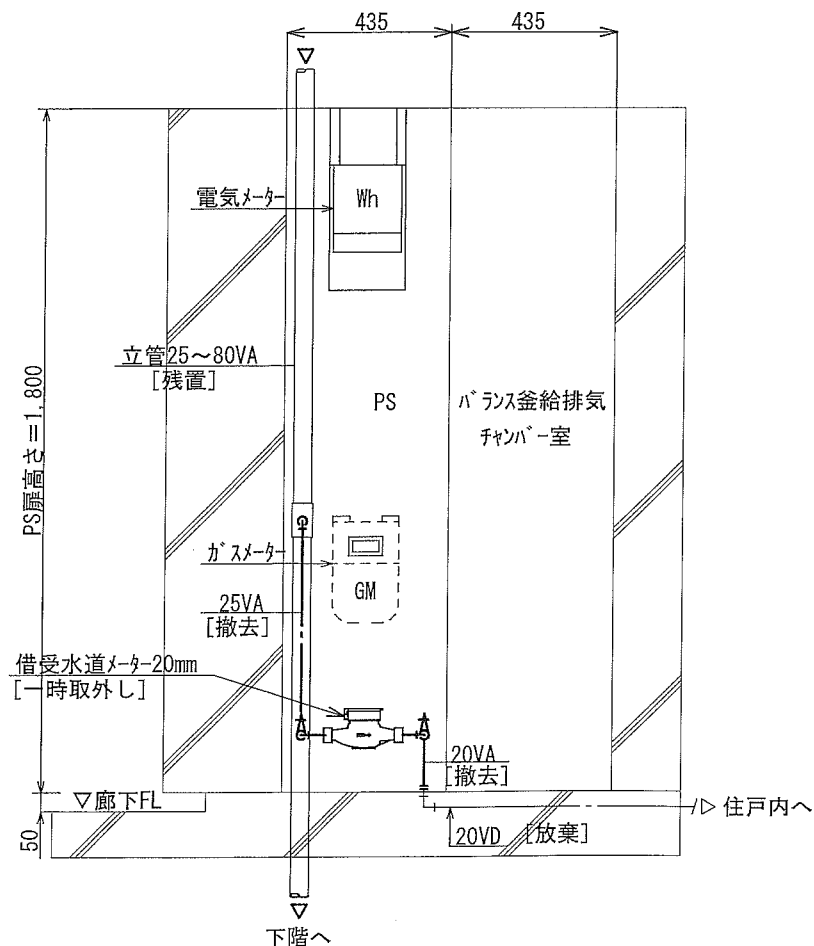 435
435
電気メーター
Wh
立管25~80VA
[残置]
PS
バランス釜給排気
チャンバー室
PS扉高さ=1,800
ガスメーター
GM
25VA
[撤去]
借受水道メーター20mm
[一時取外し]
20VA
[撤去]
▽廊下FL
▷住戸内へ
50
20VD [放棄]
下階へ